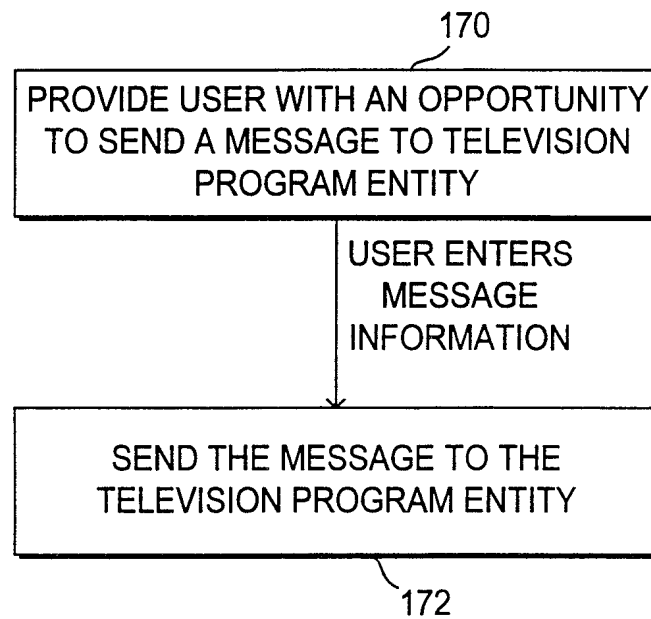 170
PROVIDE USER WITH AN OPPORTUNITY
TO SEND A MESSAGE TO TELEVISION
PROGRAM ENTITY
USER ENTERS
MESSAGE
INFORMATION
SEND THE MESSAGE TO THE
TELEVISION PROGRAM ENTITY
172